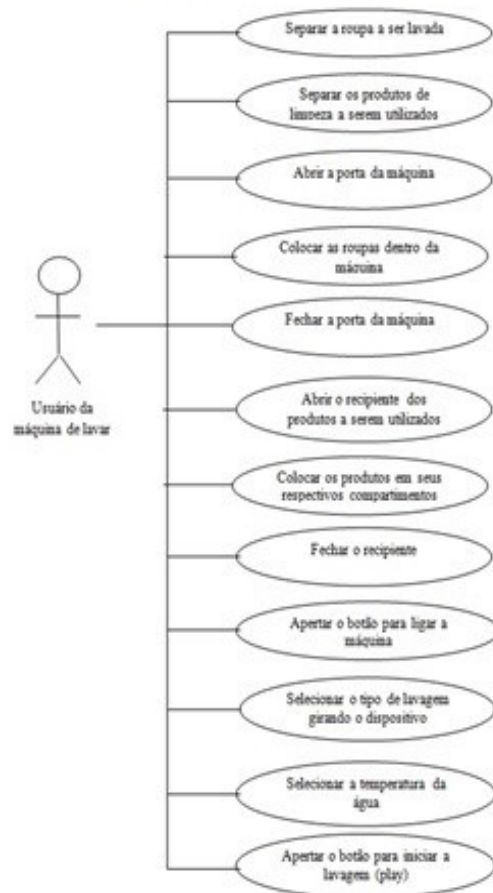 Separar a roupa a ser lavada
Separar os produtos de
limpeza a serem utilizados
Abrir a porta da máquina
Colocar as roupas dentro da
máquina
Fechar a porta da máquina
Usuário da
máquina de lavar
Abrir o recipiente dos
produtos a serem utilizados
Colocar os produtos em seus
respectivos compartimentos
Fechar o recipiente
Apertar o botão para ligar a
máquina
Selecionar o tipo de lavagem
girando o dispositivo
Selecionar a temperatura da
água
Apertar o botão para iniciar a
lavagem (play)